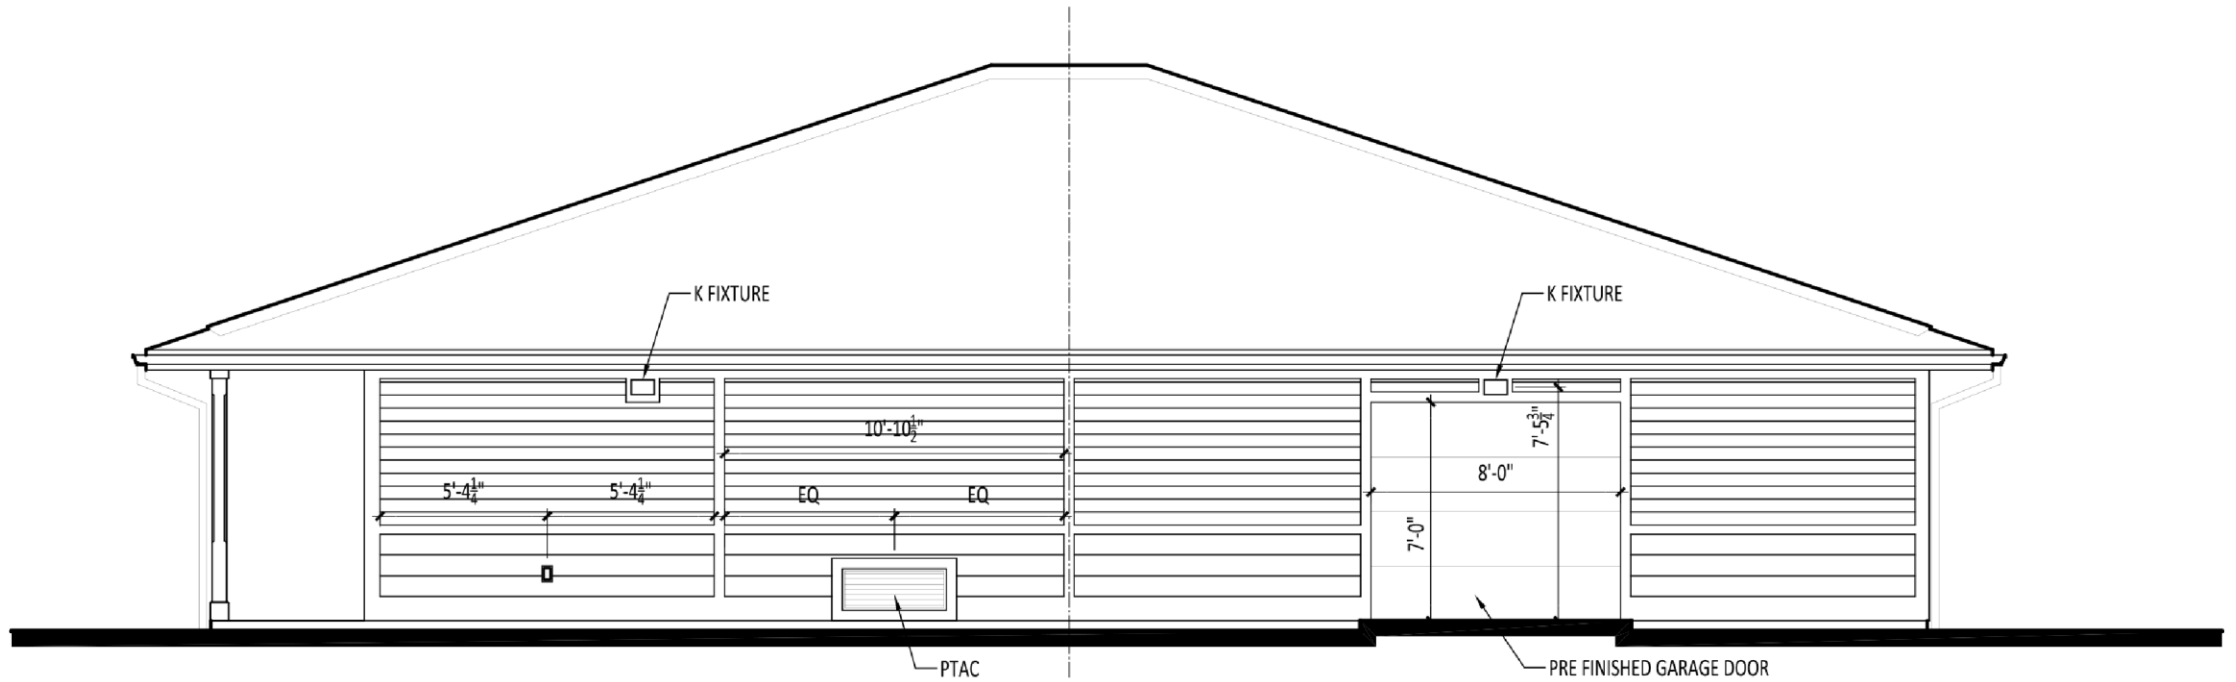 K FIXTURE
K FIXTURE
10'-10½"
7'-5¾"
8'-0"
5'-4¼"
5'-4¼"
EQ
EQ
7'-0"
PTAC
PRE FINISHED GARAGE DOOR